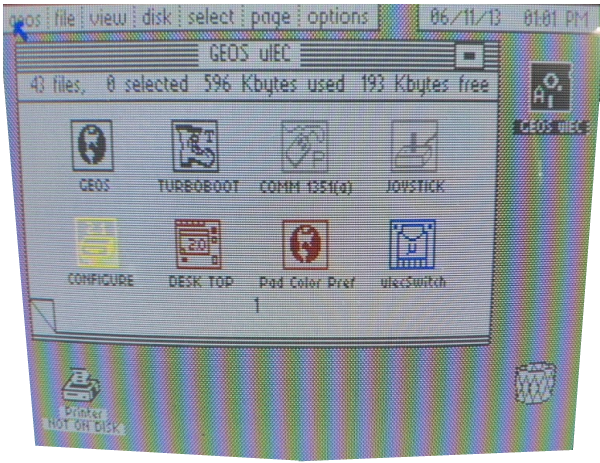 geos file view disk select page options 06/11/13 01:01 PM
GEOS uIEC
43 files, 0 selected 596 Kbytes used 193 Kbytes free
GEOS TURBOBOOT COMM 1351(a) JOYSTICK
2.1
2.0
CONFIGURE DESK TOP Pad Color Pref uIecSwitch
1
GEOS uIEC
Printer
NOT ON DISK